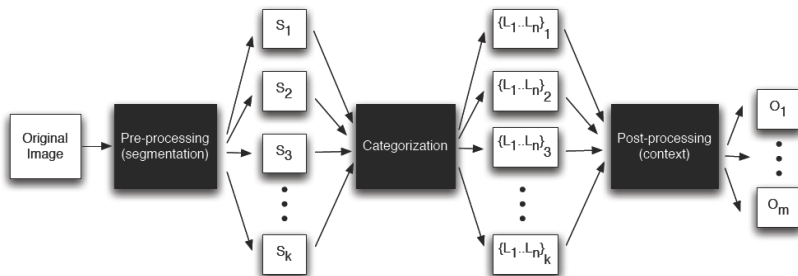 Original
Image
Pre-processing
(segmentation)
S1
S2
S3
Sk
Categorization
{L1..Ln}1
{L1..Ln}2
{L1..Ln}3
{L1..Ln}k
Post-processing
(context)
O1
Om